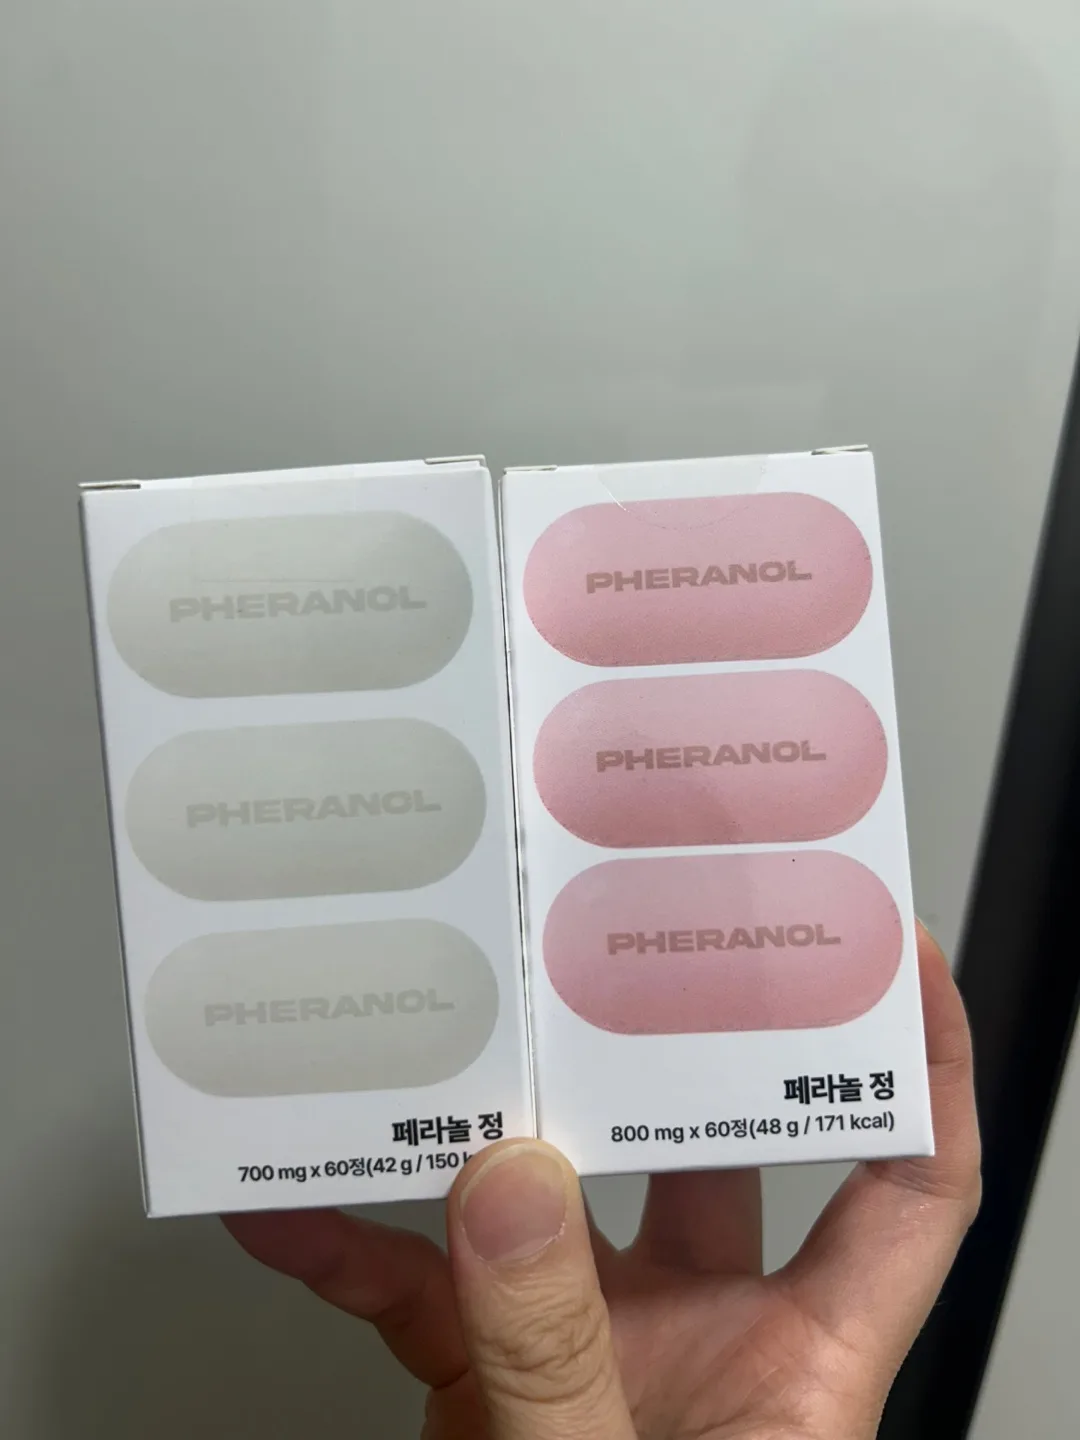 PHERANOL
PHERANOL
PHERANOL
페라놀 정
700 mg x 60정(42 g / 150
PHERANOL
PHERANOL
PHERANOL
페라놀 정
800 mg x 60정(48 g / 171 kcal)